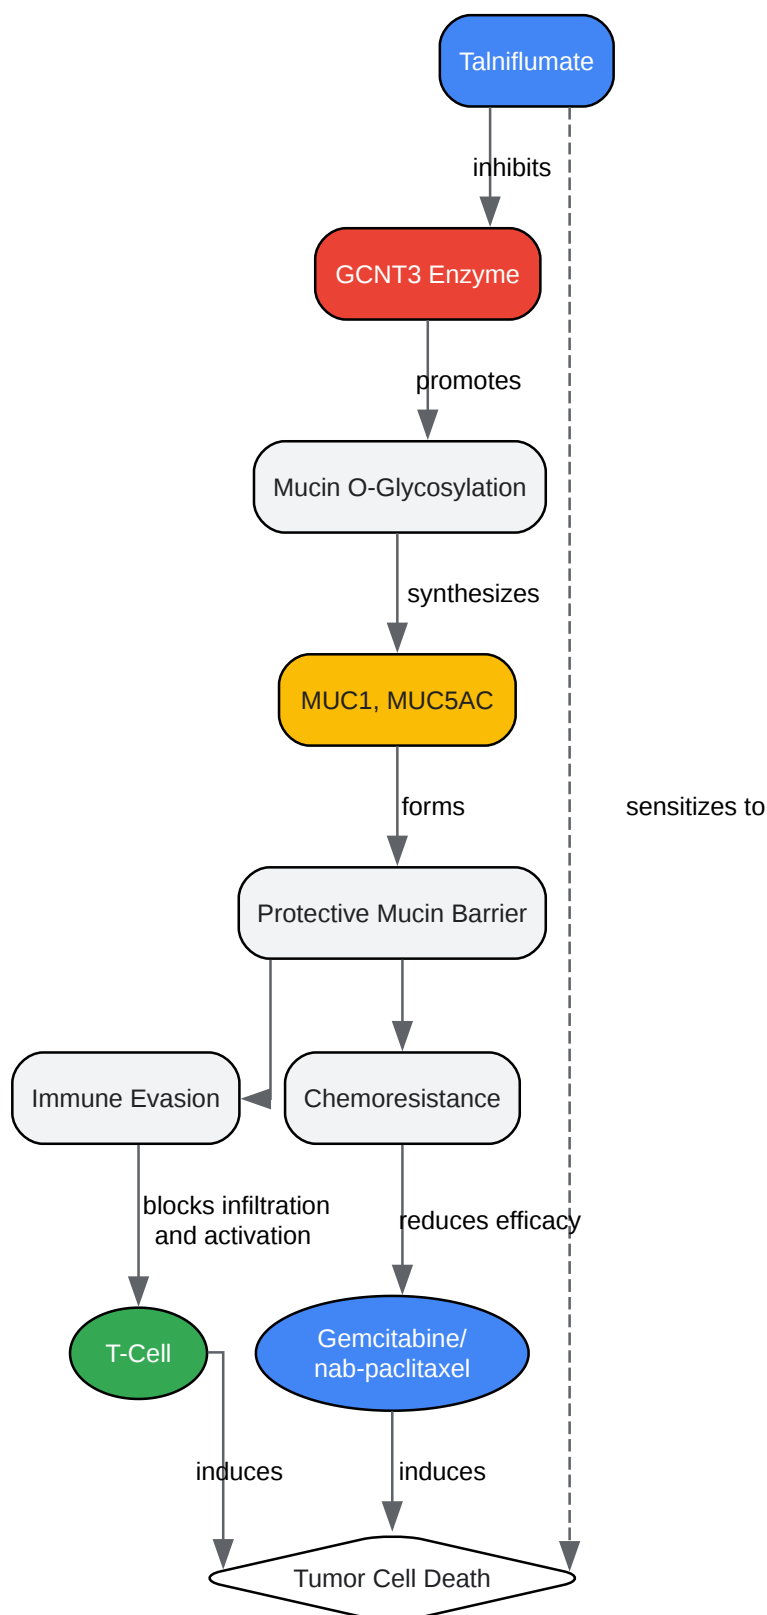 Talniflumate
inhibits
GCNT3 Enzyme
promotes
Mucin O-Glycosylation
synthesizes
MUC1, MUC5AC
forms
sensitizes to
Protective Mucin Barrier
Immune Evasion
Chemoresistance
blocks infiltration
and activation
reduces efficacy
T-Cell
Gemcitabine/
nab-paclitaxel
induces
induces
Tumor Cell Death